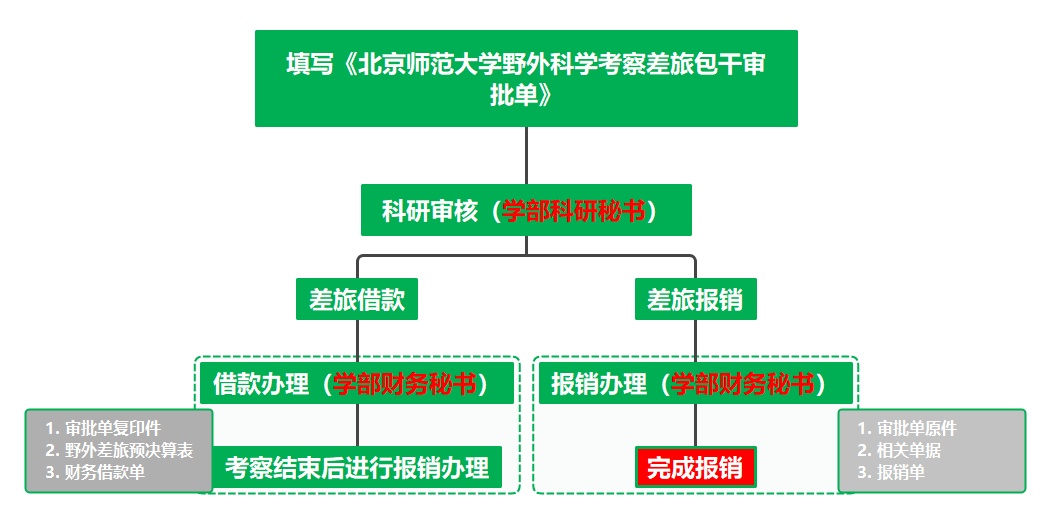 填写《北京师范大学野外科学考察差旅包干审
批单》
科研审核（学部科研秘书）
差旅借款
差旅报销
借款办理（学部财务秘书）
报销办理（学部财务秘书）
1. 审批单复印件
2. 野外差旅预决算表
3. 财务借款单
考察结束后进行报销办理
完成报销
1. 审批单原件
2. 相关单据
3. 报销单